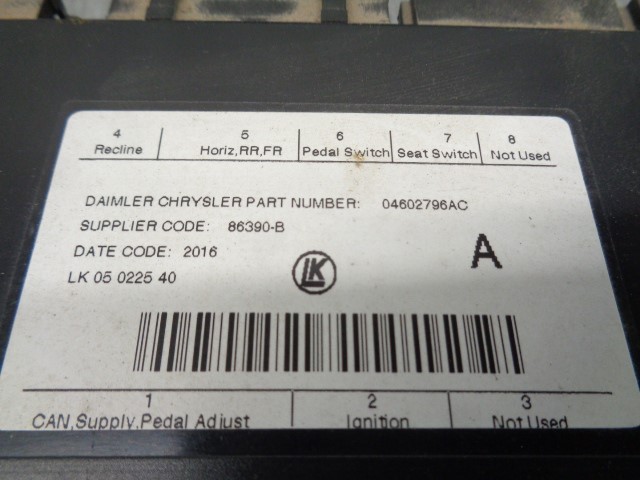 4 5 6 7 8
Recline Horiz,RR,FR Pedal Switch Seat Switch Not Used
DAIMLER CHRYSLER PART NUMBER: 04602796AC
SUPPLIER CODE: 86390-B
DATE CODE: 2016
A
LK 05 0225 40
LK
1 2 3
CAN,Supply,Pedal Adjust Ignition Not Used